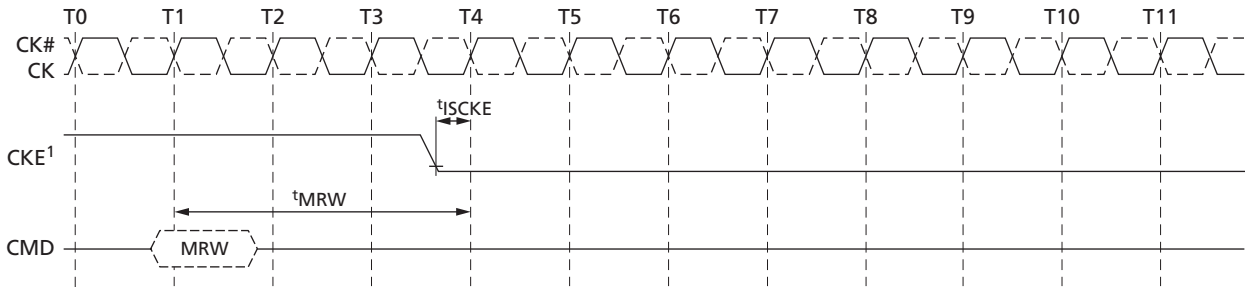 T0 T1 T2 T3 T4 T5 T6 T7 T8 T9 T10 T11
CK#
CK
tISCKE
CKE1
tMRW
CMD MRW